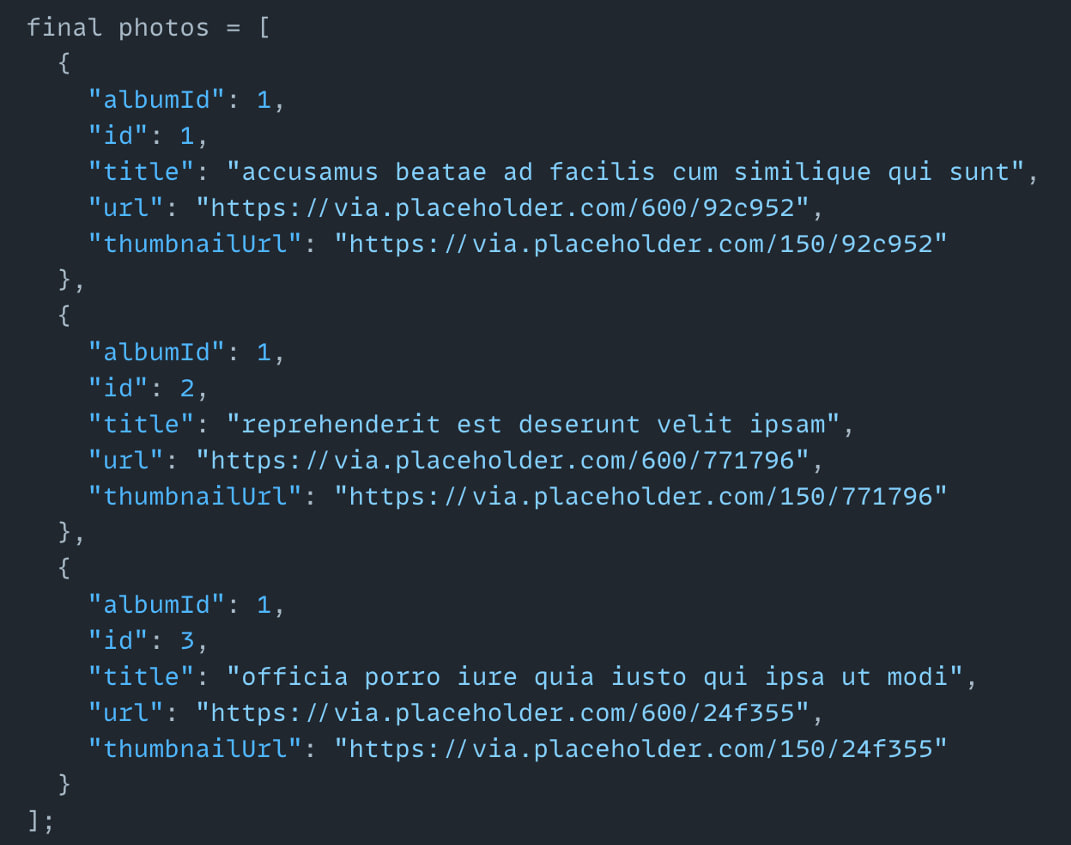 final photos = [
  {
    "albumId": 1,
    "id": 1,
    "title": "accusamus beatae ad facilis cum similique qui sunt",
    "url": "https://via.placeholder.com/600/92c952",
    "thumbnailUrl": "https://via.placeholder.com/150/92c952"
  },
  {
    "albumId": 1,
    "id": 2,
    "title": "reprehenderit est deserunt velit ipsam",
    "url": "https://via.placeholder.com/600/771796",
    "thumbnailUrl": "https://via.placeholder.com/150/771796"
  },
  {
    "albumId": 1,
    "id": 3,
    "title": "officia porro iure quia iusto qui ipsa ut modi",
    "url": "https://via.placeholder.com/600/24f355",
    "thumbnailUrl": "https://via.placeholder.com/150/24f355"
  }
];